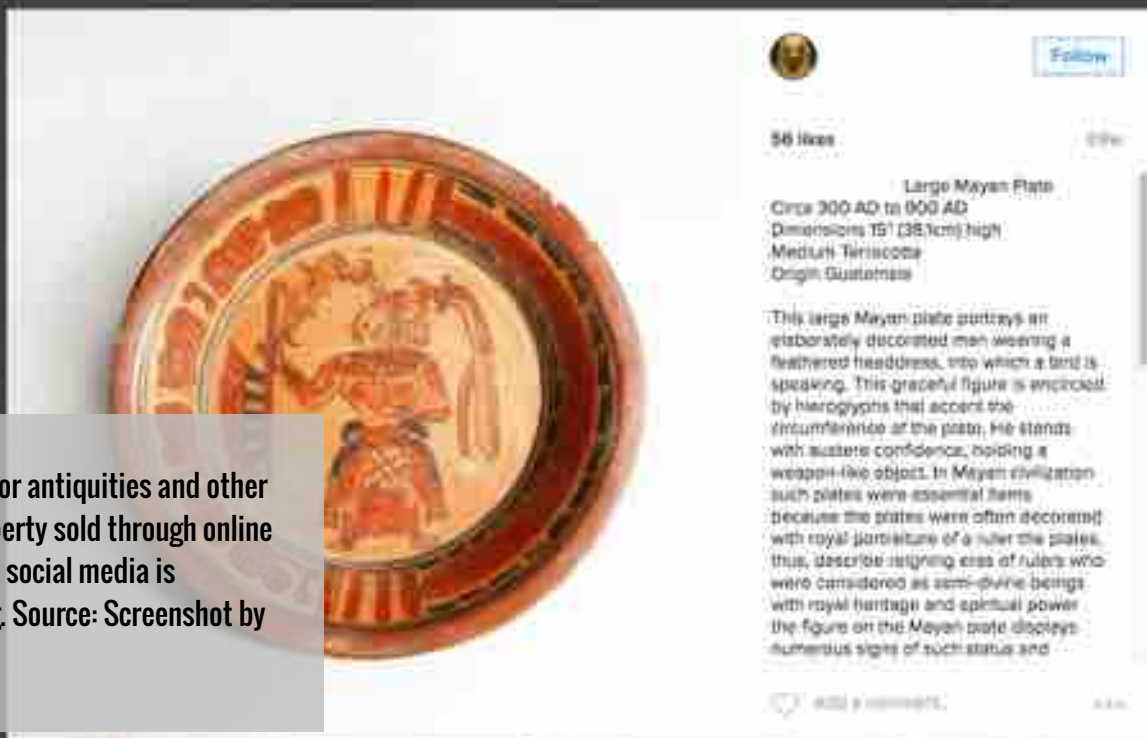 Follow
56 likes
Large Mayan Plate
Circa 300 AD to 900 AD
Dimensions 15" (38.1cm) high
Medium Terracotta
Origin Guatemala
This large Mayan plate portrays an
elaborately decorated man wearing a
feathered headdress, into which a bird is
speaking. This graceful figure is encircled
by hieroglyphs that accent the
circumference of the plate. He stands
with austere confidence, holding a
weapon-like object. In Mayan civilization
such plates were essential items
because the plates were often decorated
with royal portraiture of a ruler the plates,
thus, describe reigning eras of rulers who
were considered as semi-divine beings
with royal heritage and spiritual power
the figure on the Mayan plate displays
numerous signs of such status and
Add a comment...
or antiquities and other
erty sold through online
social media is
. Source: Screenshot by